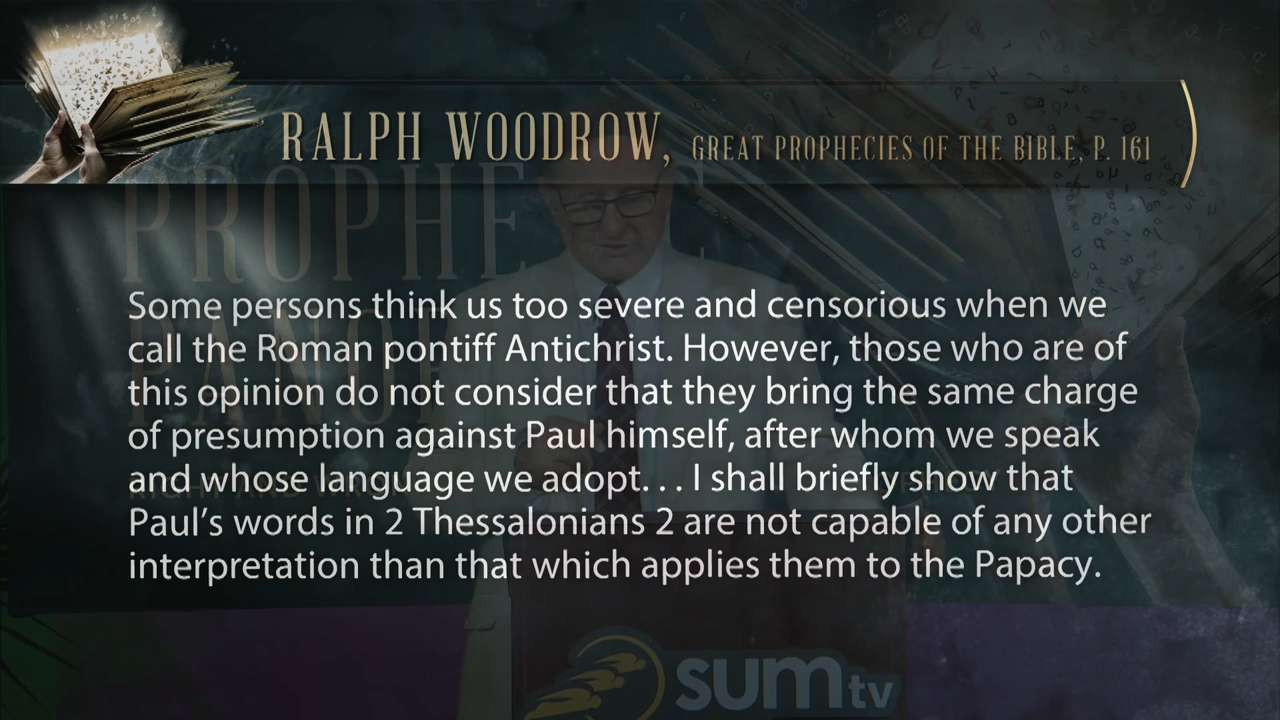 RALPH WOODROW, GREAT PROPHECIES OF THE BIBLE, P. 161
Some persons think us too severe and censorious when we
call the Roman pontiff Antichrist. However, those who are of
this opinion do not consider that they bring the same charge
of presumption against Paul himself, after whom we speak
and whose language we adopt. . . I shall briefly show that
Paul's words in 2 Thessalonians 2 are not capable of any other
interpretation than that which applies them to the Papacy.
sumtv